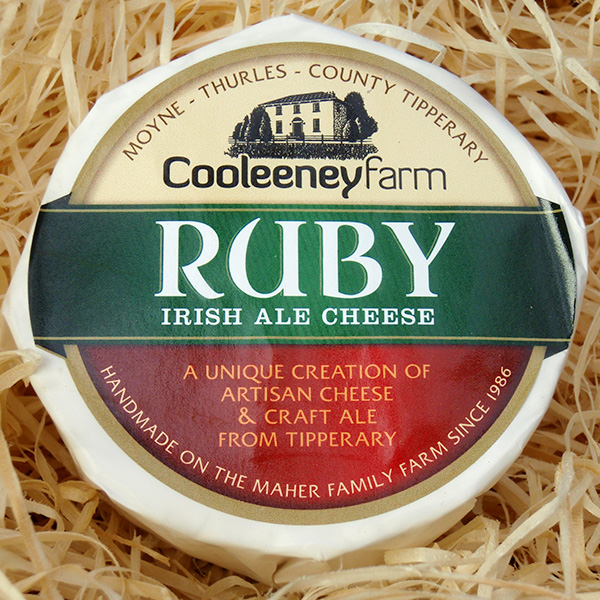 MOYNE - THURLES - COUNTY TIPPERARY
Cooleeneyfarm
RUBY
IRISH ALE CHEESE
A UNIQUE CREATION OF
ARTISAN CHEESE
& CRAFT ALE
FROM TIPPERARY
HANDMADE ON THE MAHER FAMILY FARM SINCE 1986